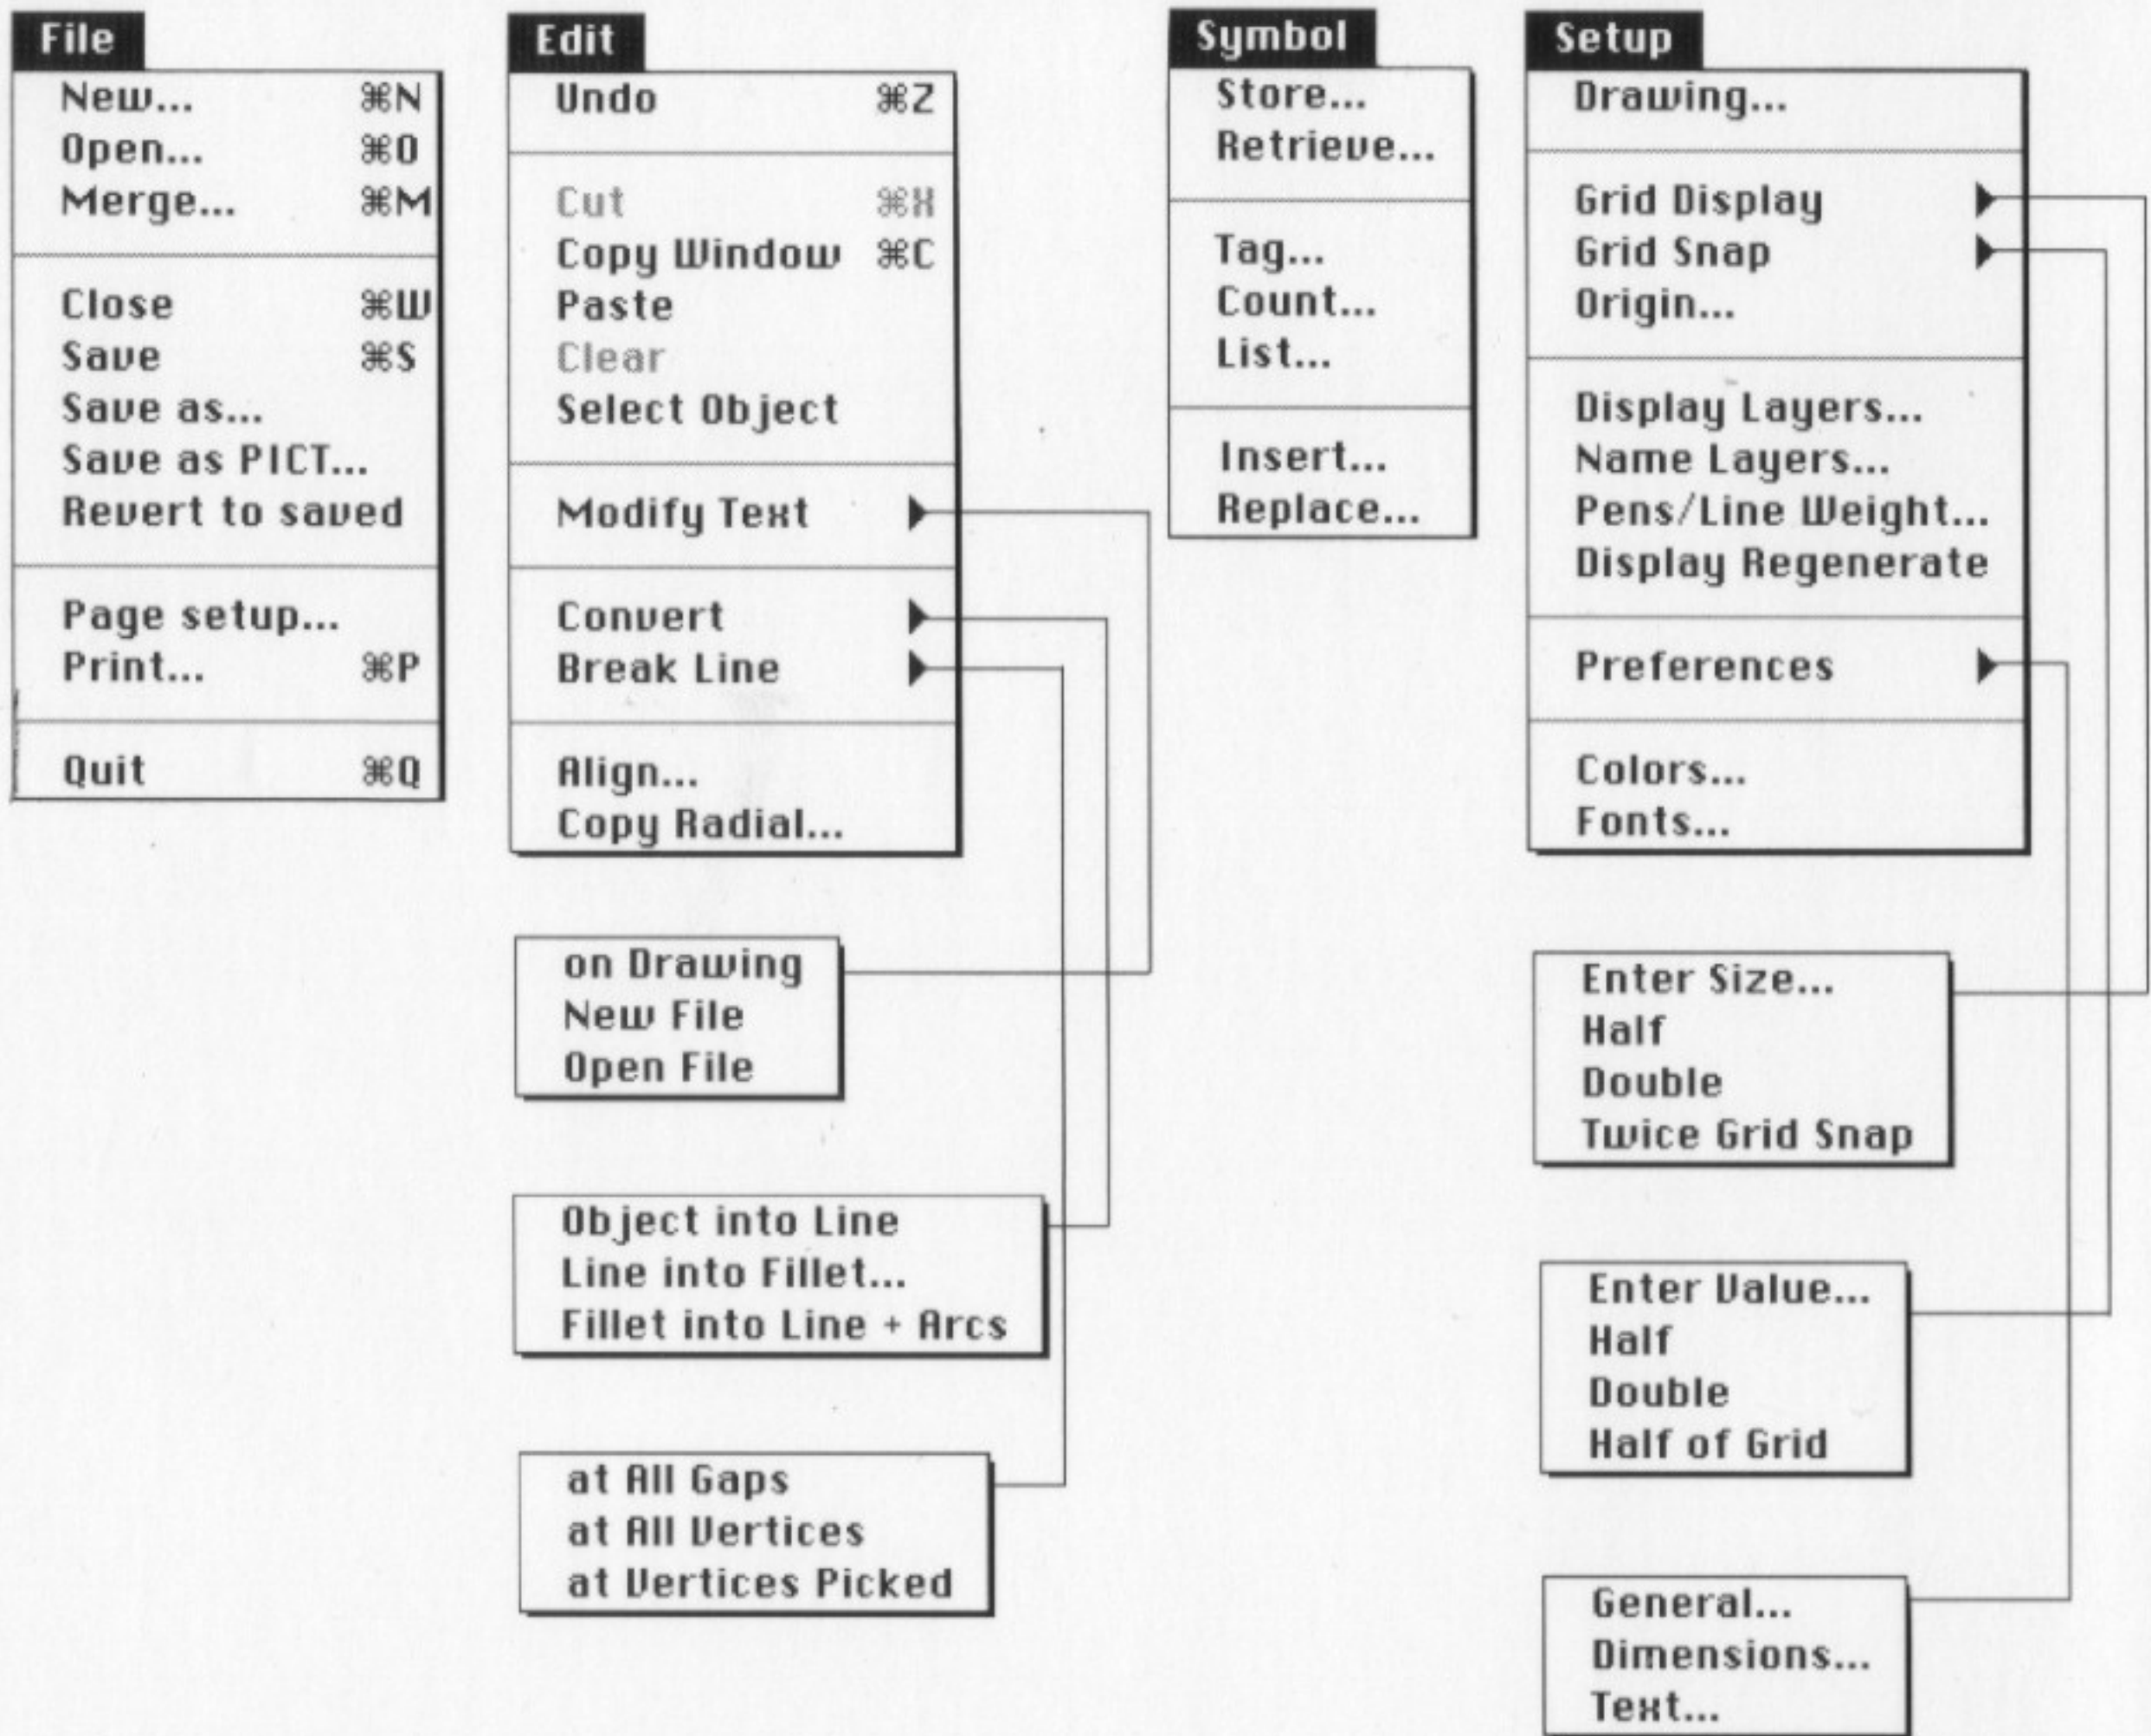 File
New... ⌘N
Open... ⌘O
Merge... ⌘M
Close ⌘W
Save ⌘S
Save as...
Save as PICT...
Revert to saved
Page setup...
Print... ⌘P
Quit ⌘Q
Edit
Undo ⌘Z
Cut ⌘X
Copy Window ⌘C
Paste
Clear
Select Object
Modify Text
Convert
Break Line
Align...
Copy Radial...
on Drawing
New File
Open File
Object into Line
Line into Fillet...
Fillet into Line + Arcs
at All Gaps
at All Vertices
at Vertices Picked
Symbol
Store...
Retrieve...
Tag...
Count...
List...
Insert...
Replace...
Setup
Drawing...
Grid Display
Grid Snap
Origin...
Display Layers...
Name Layers...
Pens/Line Weight...
Display Regenerate
Preferences
Colors...
Fonts...
Enter Size...
Half
Double
Twice Grid Snap
Enter Value...
Half
Double
Half of Grid
General...
Dimensions...
Text...